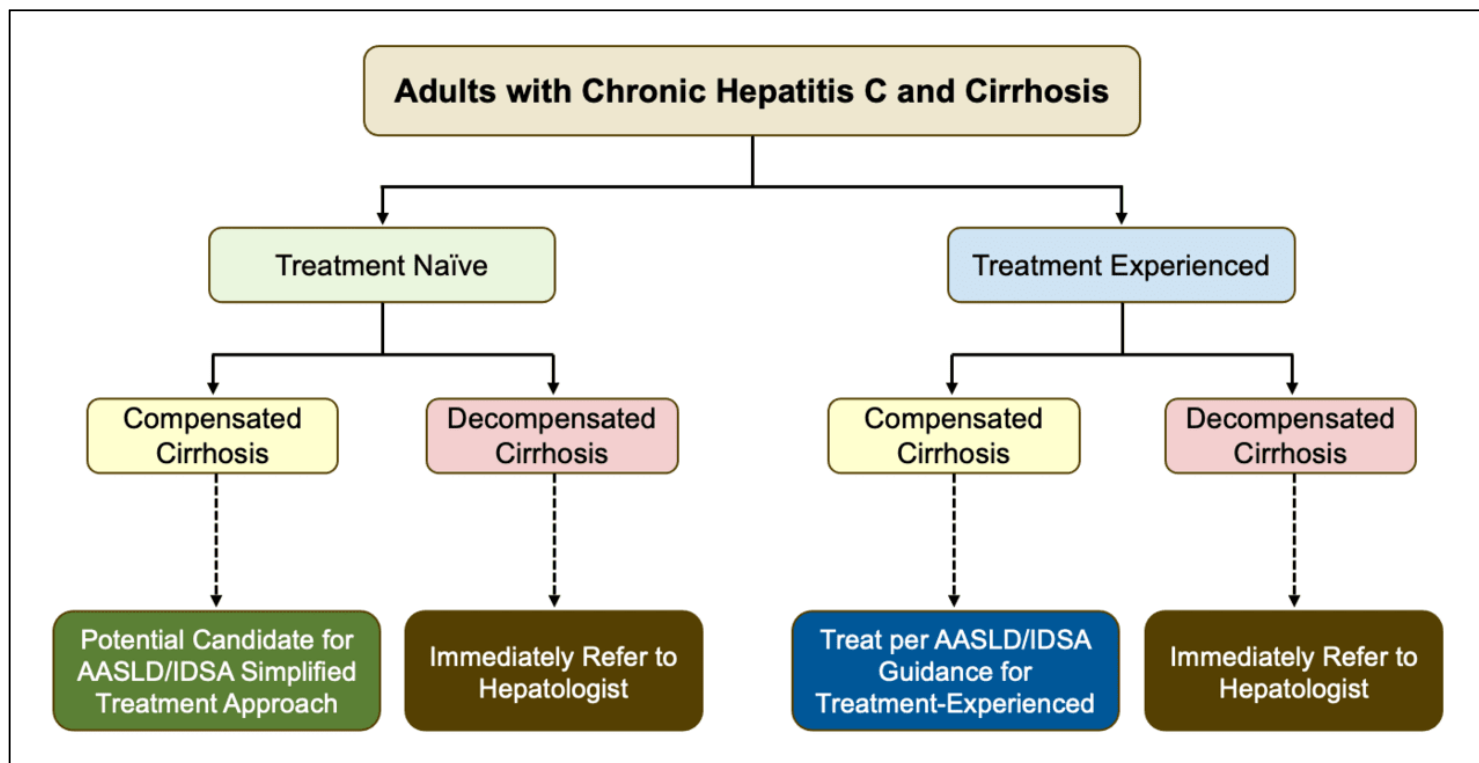 Adults with Chronic Hepatitis C and Cirrhosis
Treatment Naïve
Treatment Experienced
Compensated
Cirrhosis
Decompensated
Cirrhosis
Compensated
Cirrhosis
Decompensated
Cirrhosis
Potential Candidate for
AASLD/IDSA Simplified
Treatment Approach
Immediately Refer to
Hepatologist
Treat per AASLD/IDSA
Guidance for
Treatment-Experienced
Immediately Refer to
Hepatologist